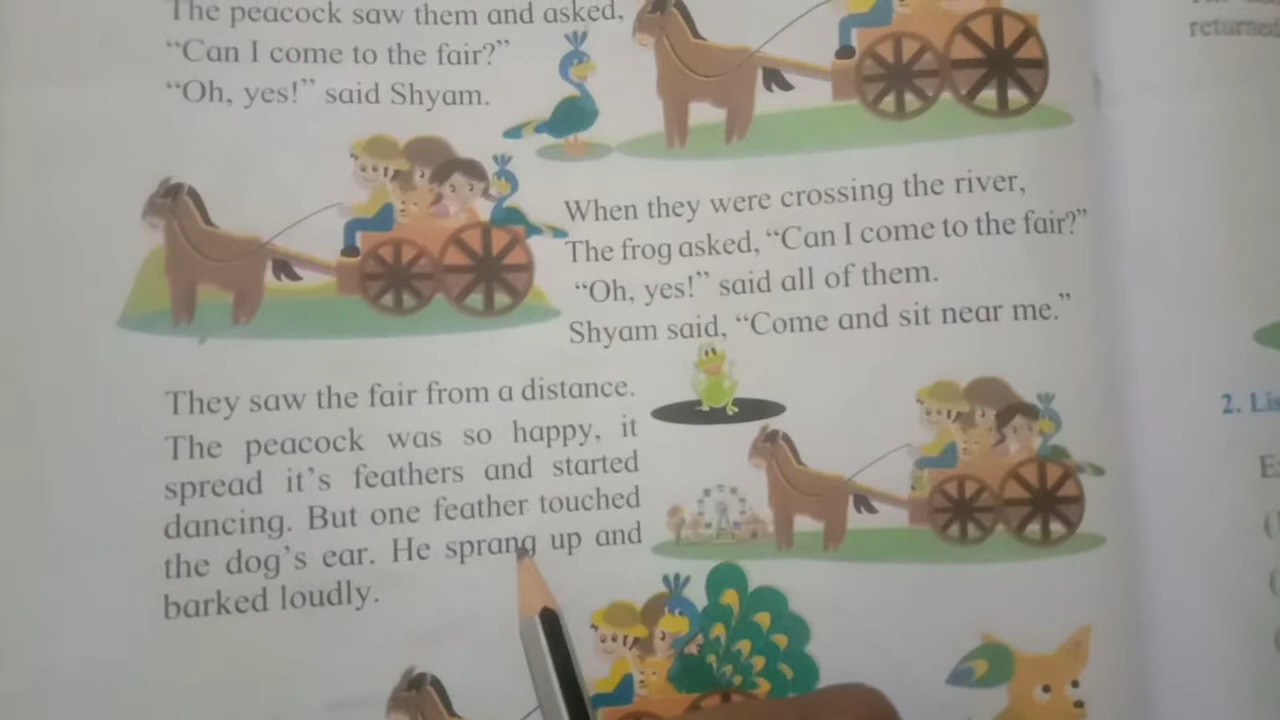 The peacock saw them and asked,
“Can I come to the fair?”
“Oh, yes!” said Shyam.
When they were crossing the river,
The frog asked, “Can I come to the fair?”
“Oh, yes!” said all of them.
Shyam said, “Come and sit near me.”
They saw the fair from a distance.
The peacock was so happy, it
spread it’s feathers and started
dancing. But one feather touched
the dog’s ear. He sprang up and
barked loudly.
returned
2.